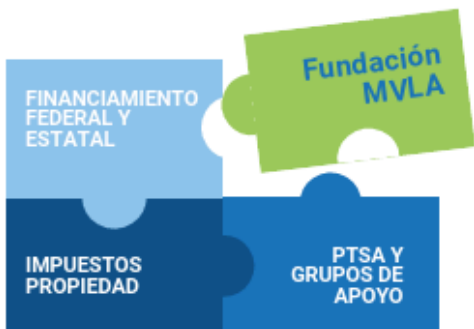 FINANCIAMIENTO
FEDERAL Y
ESTATAL
Fundación
MVLA
IMPUESTOS
PROPIEDAD
PTSA Y
GRUPOS DE
APOYO